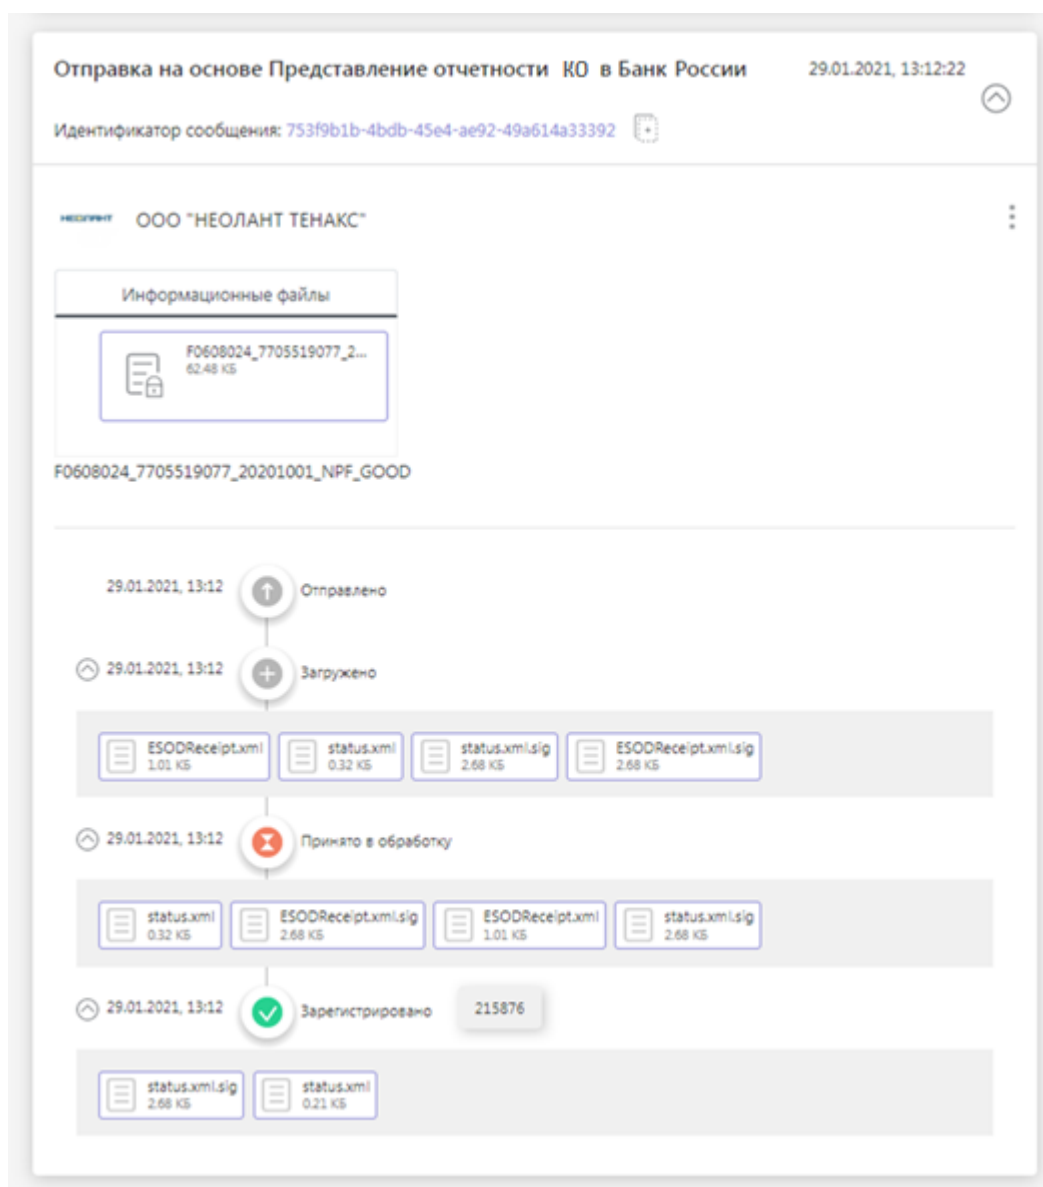 Отправка на основе Представление отчетности КО в Банк России 29.01.2021, 13:12:22
Идентификатор сообщения: 753f9b1b-4bdb-45e4-ae92-49a614a33392
НЕОЛАНТ ООО "НЕОЛАНТ ТЕНАКС"
Информационные файлы
F0608024_7705519077_2...
62.48 КБ
F0608024_7705519077_20201001_NPF_GOOD
29.01.2021, 13:12 Отправлено
29.01.2021, 13:12 Загружено
ESODReceipt.xml status.xml status.xml.sig ESODReceipt.xml.sig
1.01 КБ 0.32 КБ 2.68 КБ 2.68 КБ
29.01.2021, 13:12 Принято в обработку
status.xml ESODReceipt.xml.sig ESODReceipt.xml status.xml.sig
0.32 КБ 2.68 КБ 1.01 КБ 2.68 КБ
29.01.2021, 13:12 Зарегистрировано 215876
status.xml.sig status.xml
2.68 КБ 0.21 КБ